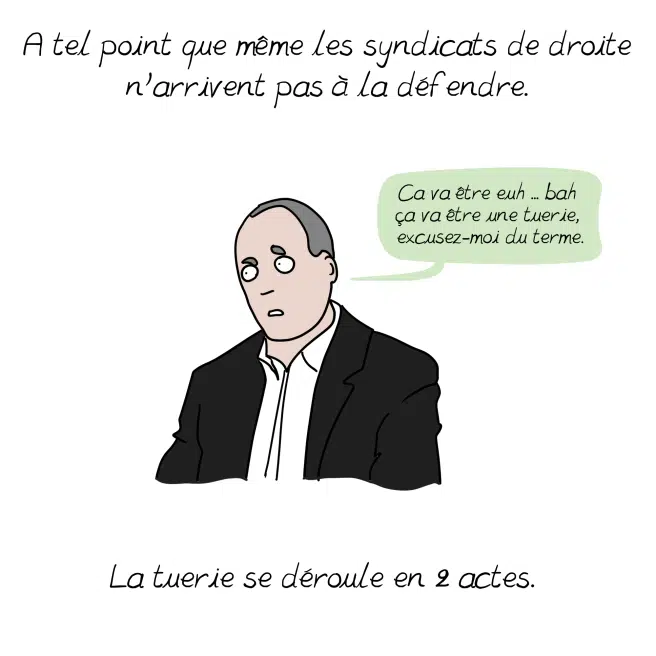 A tel point que même les syndicats de droite
n'arrivent pas à la défendre.
Ca va être euh ... bah
ça va être une tuerie,
excusez-moi du terme.
La tuerie se déroule en 2 actes.